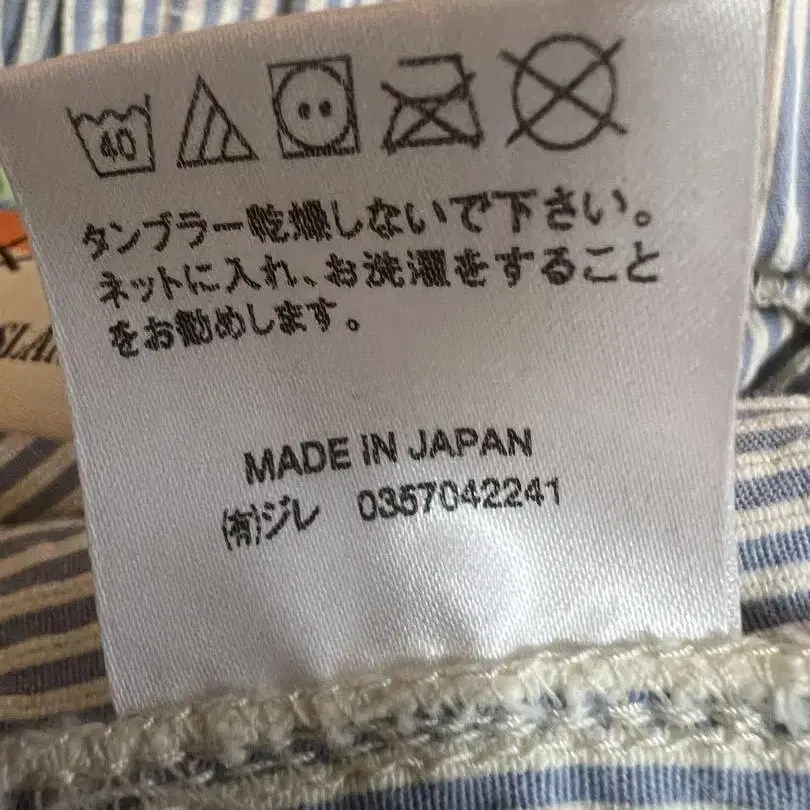 40
タンブラー乾燥しないで下さい。
ネットに入れ、お洗濯をすること
をお勧めします。
MADE IN JAPAN
(有)ジレ 0357042241